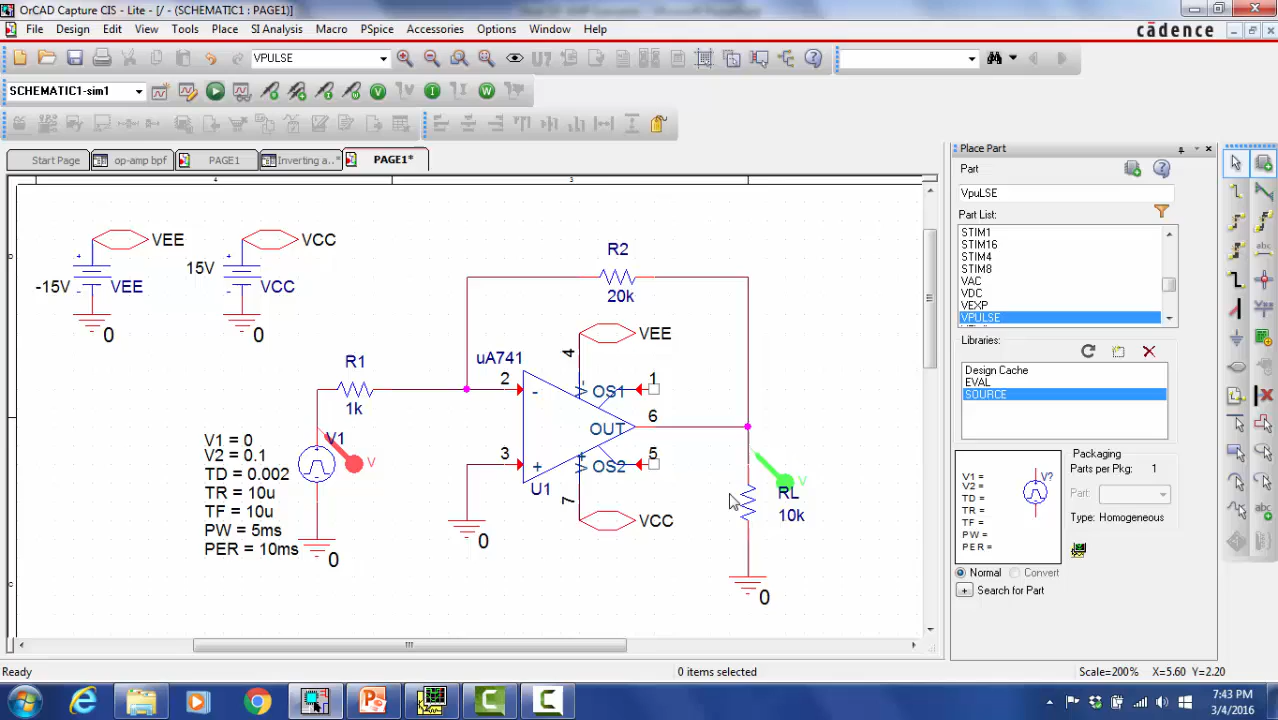 OrCAD Capture CIS - Lite - [/ - (SCHEMATIC1 : PAGE1)]
File Design Edit View Tools Place SI Analysis Macro PSpice Accessories Options Window Help
cādence
VPULSE
SCHEMATIC1-sim1
Start Page
op-amp bpf
PAGE1
Inverting a..*
PAGE1*
4
3
VEE
VCC
-15V
VEE
15V
VCC
0
0
R2
20k
VEE
4
uA741
R1
1k
2
-
OS1
1
V-
6
OUT
3
+
OS2
5
V+
U1
7
VCC
0
V1 = 0
V2 = 0.1
TD = 0.002
TR = 10u
TF = 10u
PW = 5ms
PER = 10ms
V1
V
0
V
RL
10k
0
Place Part
Part
VpuLSE
Part List:
STIM1
STIM16
STIM4
STIM8
VAC
VDC
VEXP
VPULSE
Libraries:
Design Cache
EVAL
SOURCE
V1 =
V2 =
TD =
TR =
TF =
PW =
PER =
V?
Packaging
Parts per Pkg: 1
Part:
Type: Homogeneous
Normal
Convert
Search for Part
Ready
0 items selected
Scale=200% X=5.60 Y=2.20
7:43 PM
3/4/2016